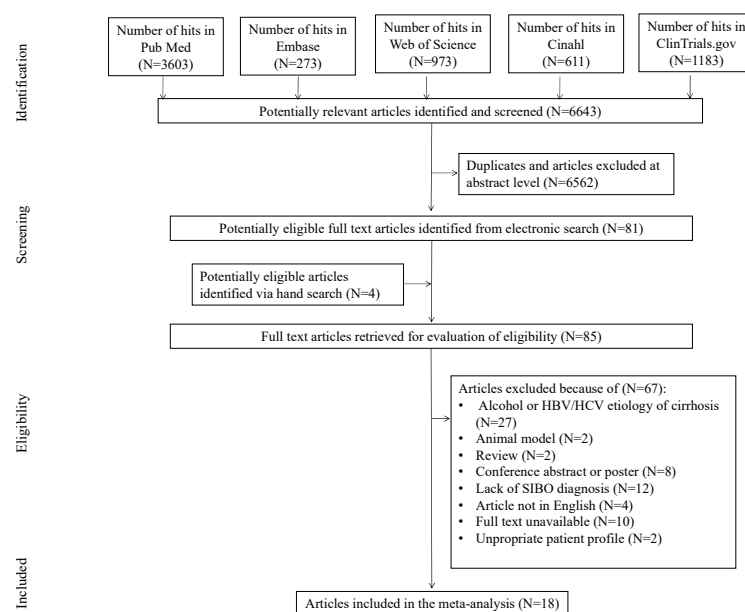 Number of hits in
Pub Med
(N=3603)
Number of hits in
Embase
(N=273)
Number of hits in
Web of Science
(N=973)
Number of hits in
Cinahl
(N=611)
Number of hits in
ClinTrials.gov
(N=1183)
Identification
Potentially relevant articles identified and screened (N=6643)
Duplicates and articles excluded at
abstract level (N=6562)
Screening
Potentially eligible full text articles identified from electronic search (N=81)
Potentially eligible articles
identified via hand search (N=4)
Full text articles retrieved for evaluation of eligibility (N=85)
Eligibility
Articles excluded because of (N=67):
• Alcohol or HBV/HCV etiology of cirrhosis
(N=27)
• Animal model (N=2)
• Review (N=2)
• Conference abstract or poster (N=8)
• Lack of SIBO diagnosis (N=12)
• Article not in English (N=4)
• Full text unavailable (N=10)
• Unpropriate patient profile (N=2)
Included
Articles included in the meta-analysis (N=18)